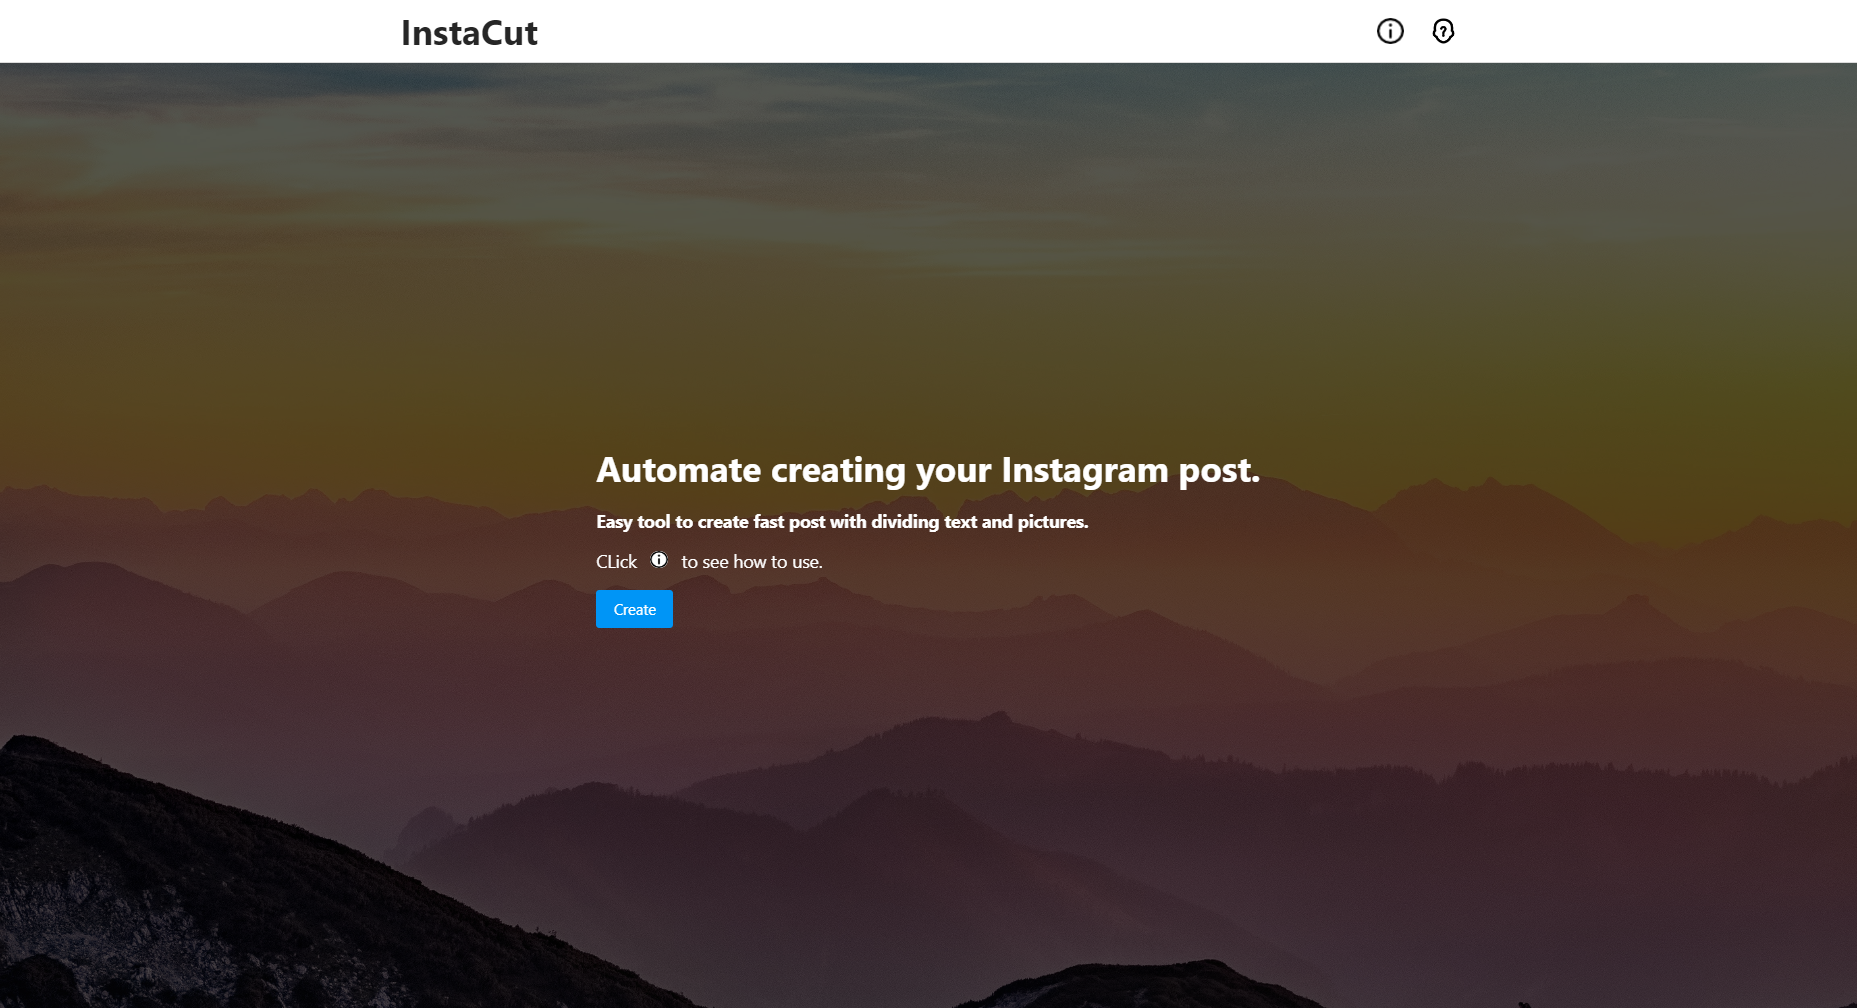 InstaCut
Automate creating your Instagram post.
Easy tool to create fast post with dividing text and pictures.
CLick to see how to use.
Create